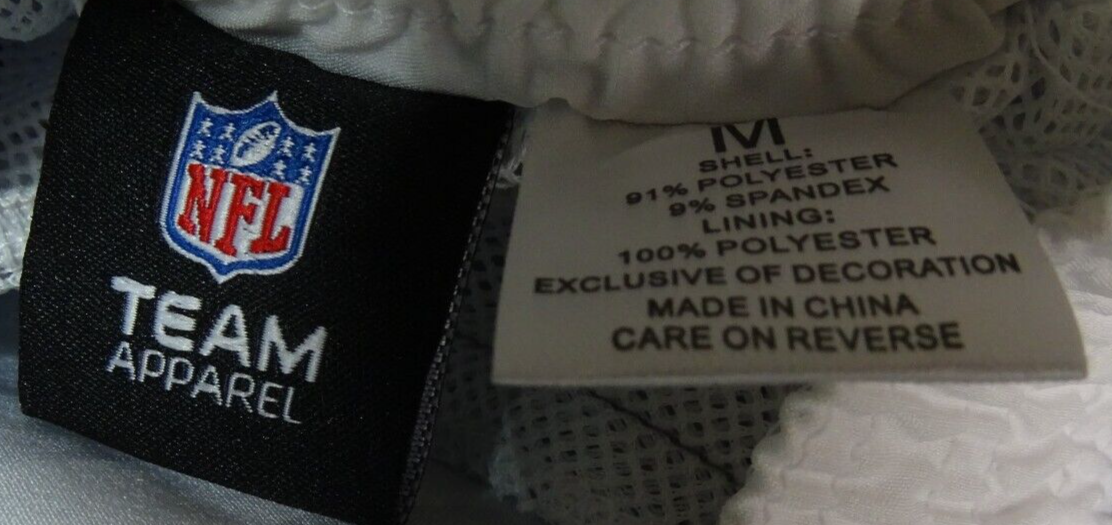 NFL
TEAM
APPAREL
M
SHELL:
91% POLYESTER
9% SPANDEX
LINING:
100% POLYESTER
EXCLUSIVE OF DECORATION
MADE IN CHINA
CARE ON REVERSE